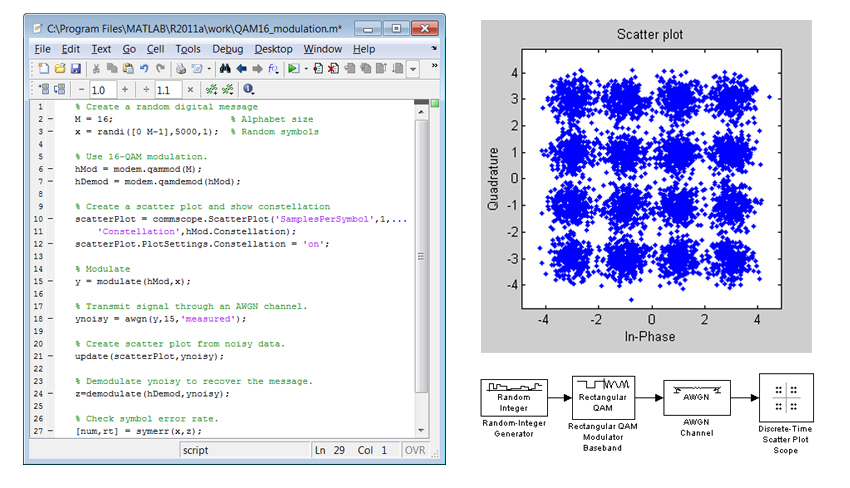 C:\Program Files\MATLAB\R2011a\work\QAM16_modulation.m*
File Edit Text Go Cell Tools Debug Desktop Window Help
- 1.0 + ÷ 1.1 ×
1 % Create a random digital message
2 - M = 16; % Alphabet size
3 - x = randi([0 M-1],5000,1); % Random symbols
4
5 % Use 16-QAM modulation.
6 - hMod = modem.qammod(M);
7 - hDemod = modem.qamdemod(hMod);
8
9 % Create a scatter plot and show constellation
10 - scatterPlot = commscope.ScatterPlot('SamplesPerSymbol',1,...
11 'Constellation',hMod.Constellation);
12 - scatterPlot.PlotSettings.Constellation = 'on';
13
14 % Modulate
15 - y = modulate(hMod,x);
16
17 % Transmit signal through an AWGN channel.
18 - ynoisy = awgn(y,15,'measured');
19
20 % Create scatter plot from noisy data.
21 - update(scatterPlot,ynoisy);
22
23 % Demodulate ynoisy to recover the message.
24 - z=demodulate(hDemod,ynoisy);
25
26 % Check symbol error rate.
27 - [num,rt] = symerr(x,z);
script Ln 29 Col 1 OVR
Scatter plot
Quadrature
4
3
2
1
0
-1
-2
-3
-4
-4 -2 0 2 4
In-Phase
Random
Integer
Random-Integer
Generator
Rectangular
QAM
Rectangular QAM
Modulator
Baseband
AWGN
AWGN
Channel
Discrete-Time
Scatter Plot
Scope